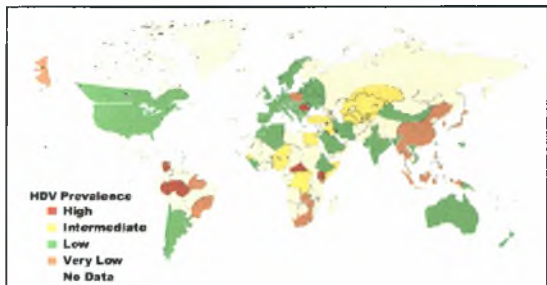 HDV Prevalence
High
Intermediate
Low
Very Low
No Data